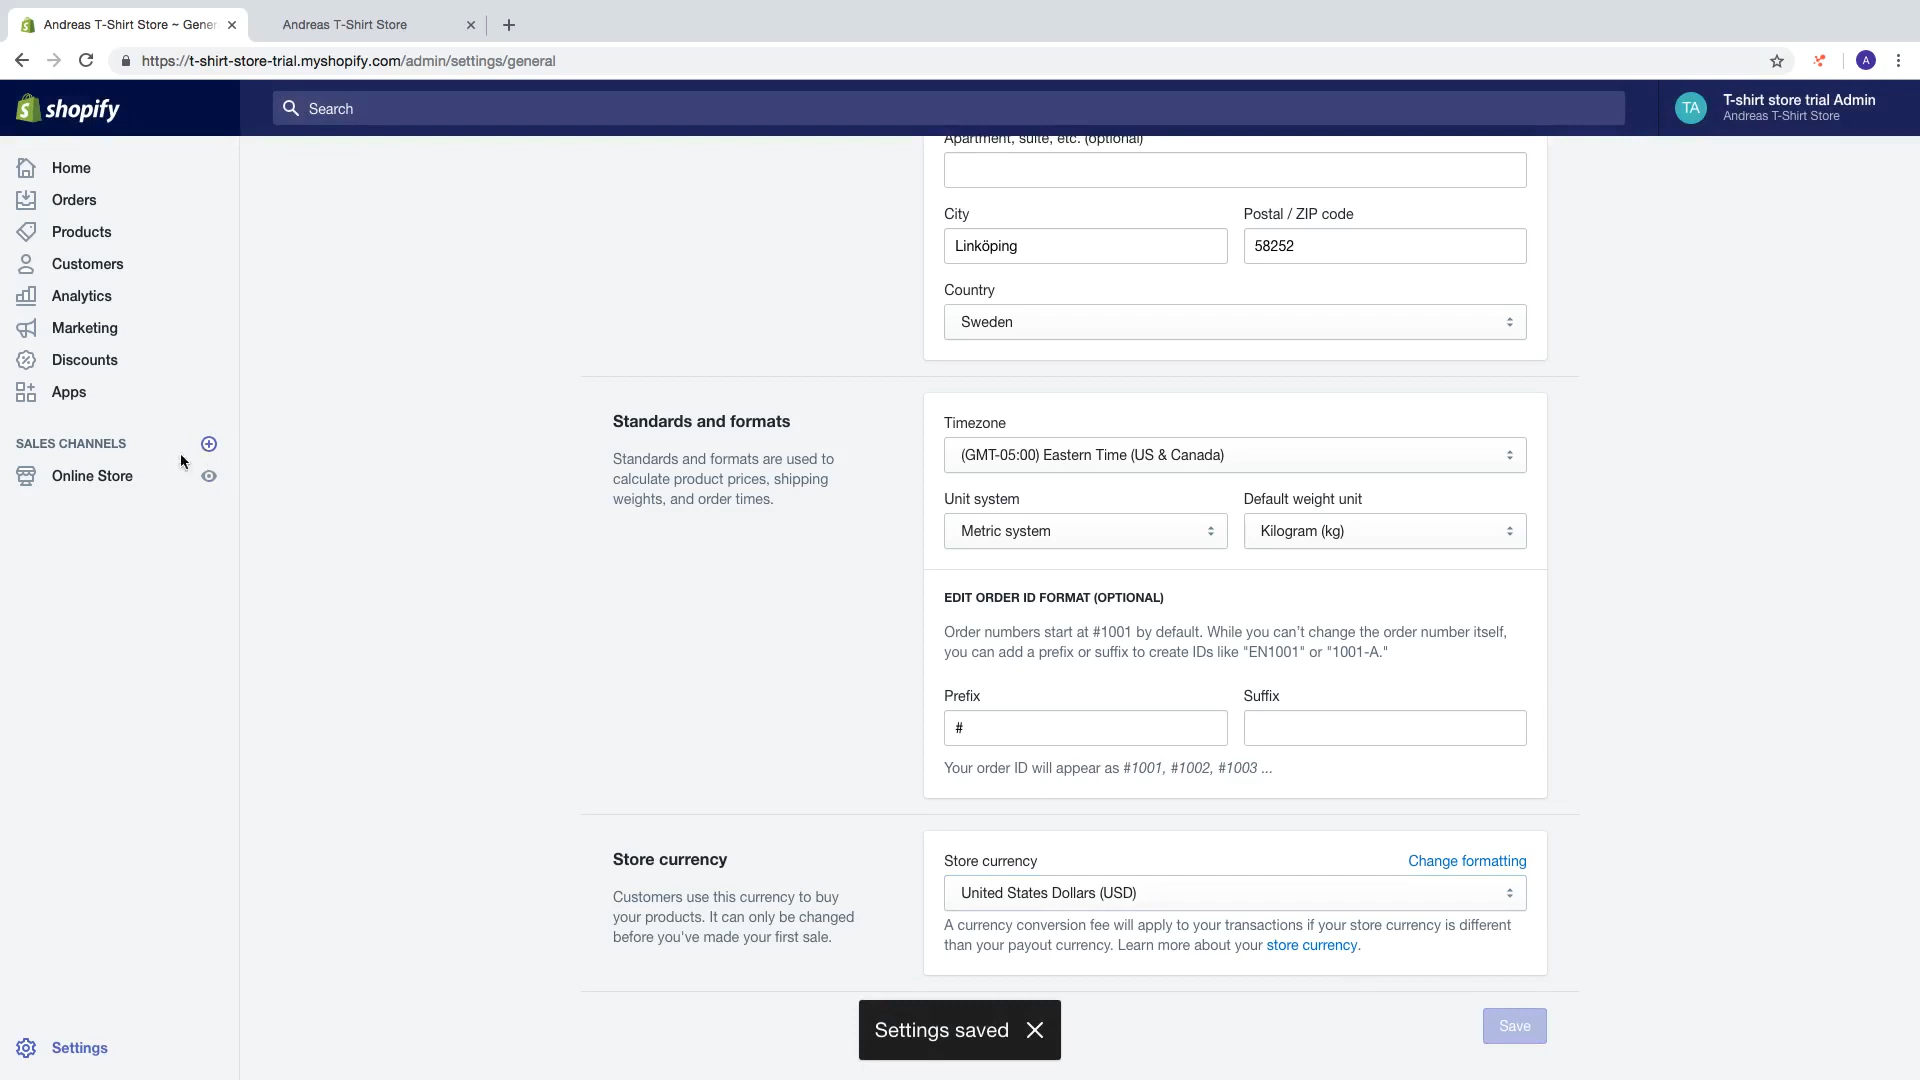 Andreas T-Shirt Store ~ Gener
Andreas T-Shirt Store
https://t-shirt-store-trial.myshopify.com/admin/settings/general
A
shopify
Search
TA
T-shirt store trial Admin
Andreas T-Shirt Store
Home
Orders
Products
Customers
Analytics
Marketing
Discounts
Apps
SALES CHANNELS
Online Store
Settings
Apartment, suite, etc. (optional)
City
Postal / ZIP code
Linköping
58252
Country
Sweden
Standards and formats
Standards and formats are used to
calculate product prices, shipping
weights, and order times.
Timezone
(GMT-05:00) Eastern Time (US & Canada)
Unit system
Default weight unit
Metric system
Kilogram (kg)
EDIT ORDER ID FORMAT (OPTIONAL)
Order numbers start at #1001 by default. While you can’t change the order number itself,
you can add a prefix or suffix to create IDs like "EN1001" or "1001-A."
Prefix
Suffix
#
Your order ID will appear as #1001, #1002, #1003 ...
Store currency
Customers use this currency to buy
your products. It can only be changed
before you've made your first sale.
Store currency
Change formatting
United States Dollars (USD)
A currency conversion fee will apply to your transactions if your store currency is different
than your payout currency. Learn more about your store currency.
Settings saved
Save